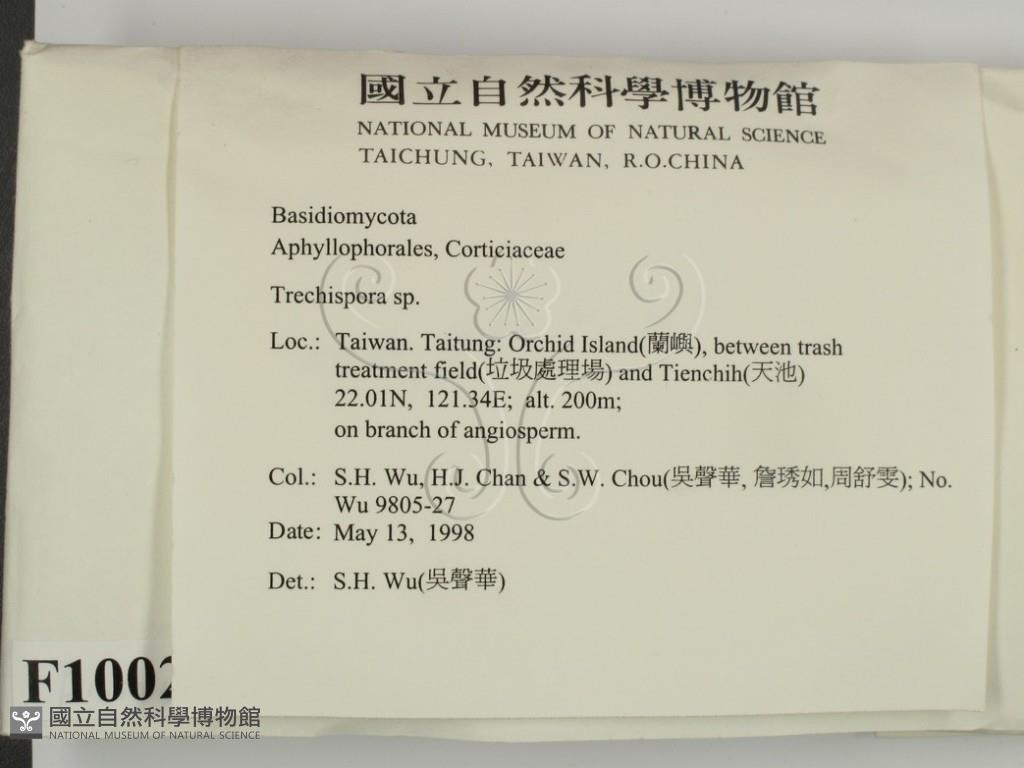 國立自然科學博物館
NATIONAL MUSEUM OF NATURAL SCIENCE
TAICHUNG, TAIWAN, R.O.CHINA
Basidiomycota
Aphyllophorales, Corticiaceae
Trechispora sp.
Loc.: Taiwan. Taitung: Orchid Island(蘭嶼), between trash
treatment field(垃圾處理場) and Tienchih(天池)
22.01N, 121.34E; alt. 200m;
on branch of angiosperm.
Col.: S.H. Wu, H.J. Chan & S.W. Chou(吳聲華, 詹琇如,周舒雯); No.
Wu 9805-27
Date: May 13, 1998
Det.: S.H. Wu(吳聲華)
F1002
國立自然科學博物館
NATIONAL MUSEUM OF NATURAL SCIENCE